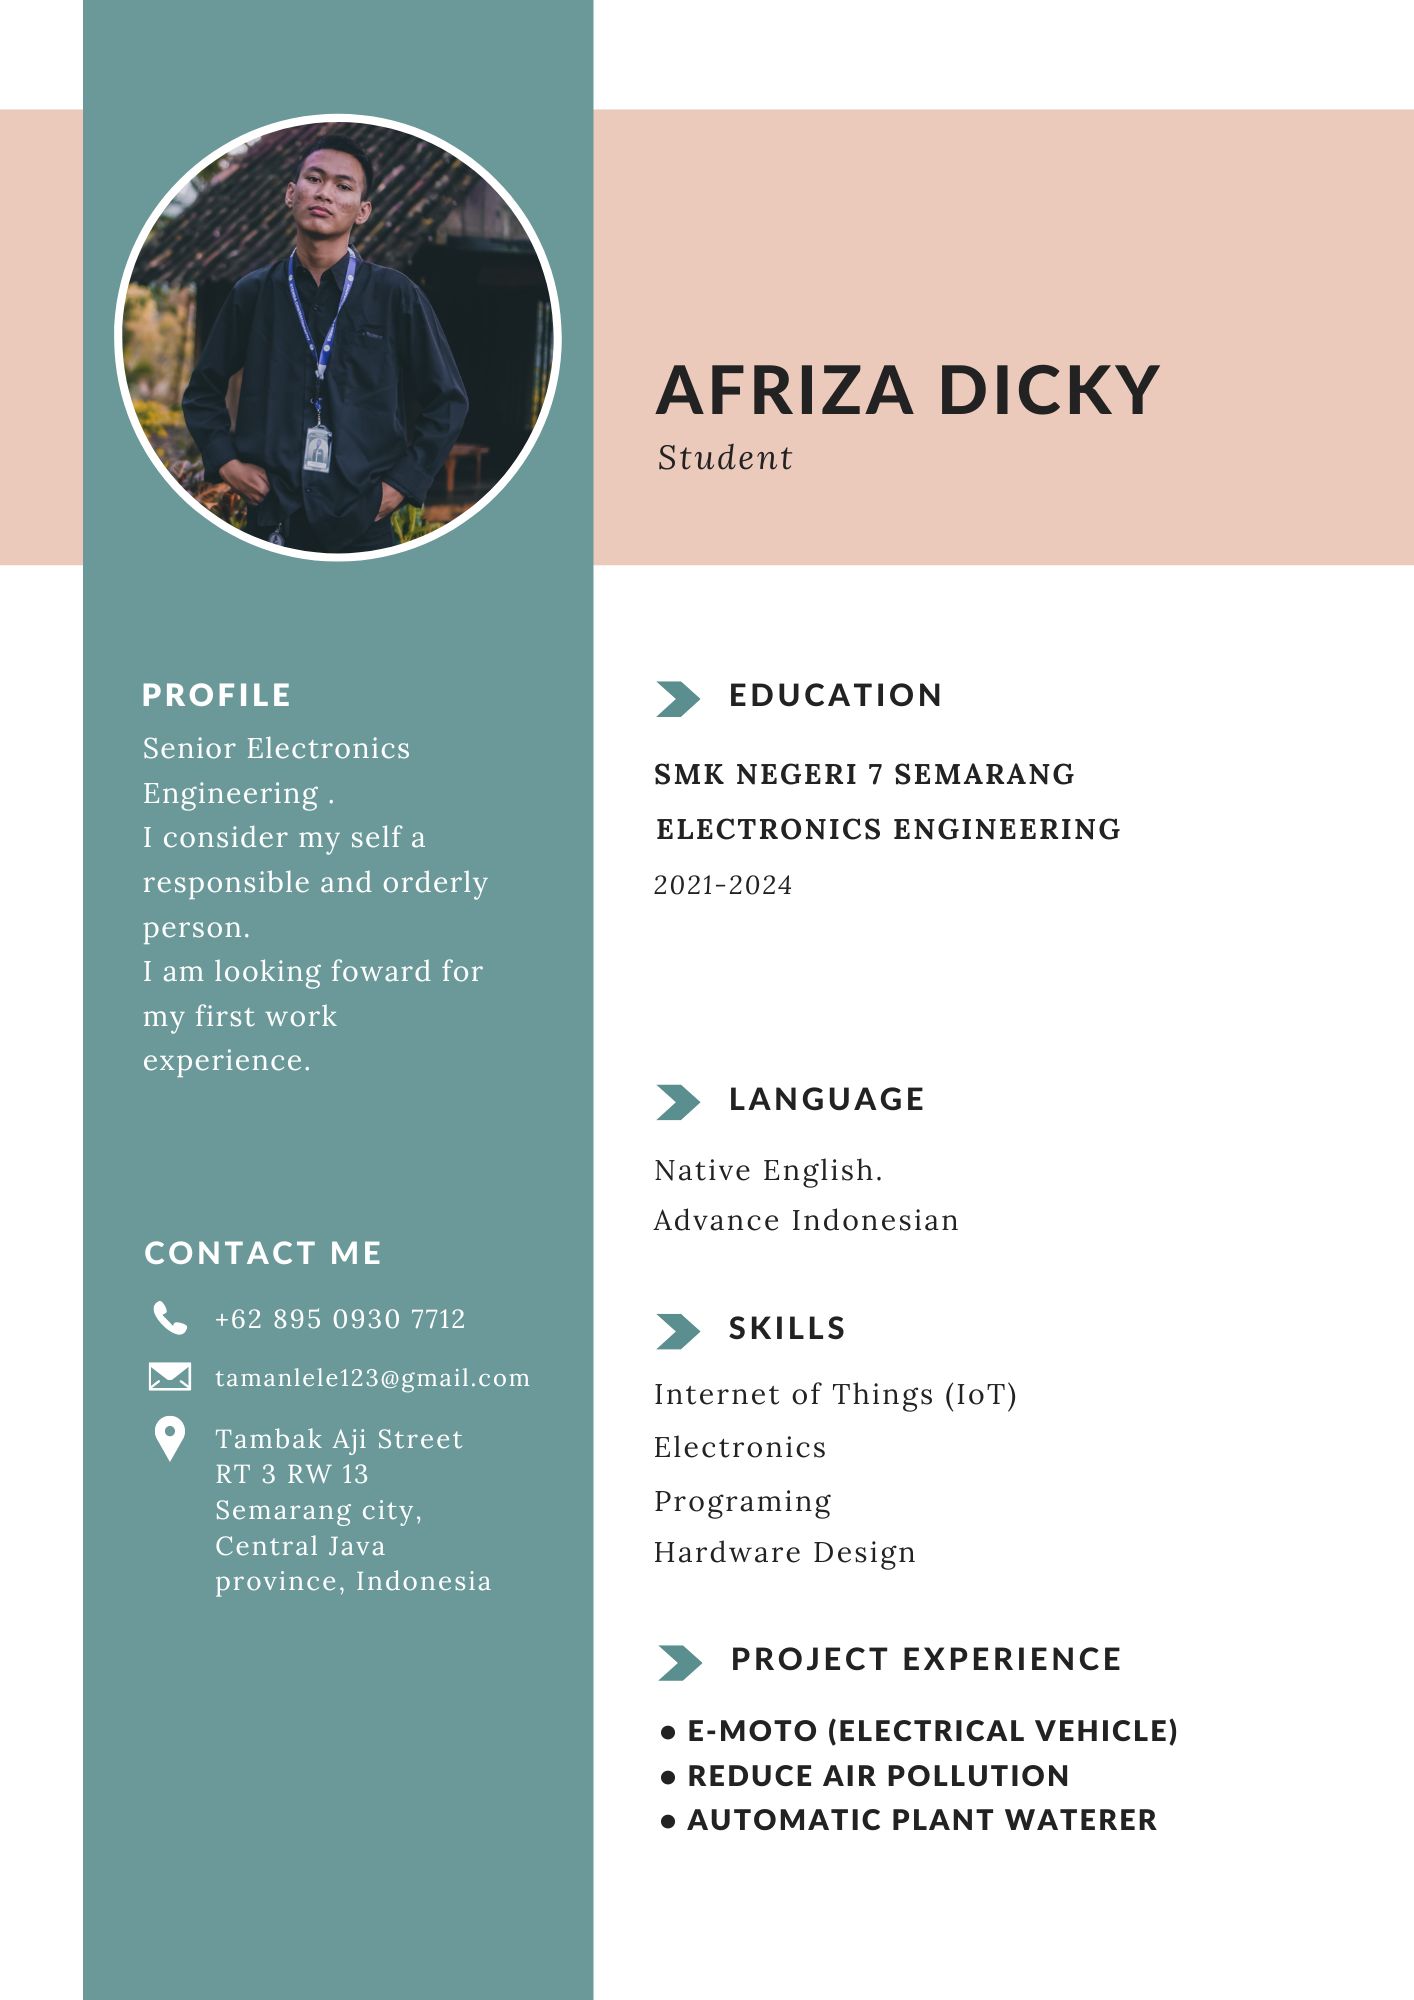 AFRIZA DICKY
Student
PROFILE
Senior Electronics
Engineering .
I consider my self a
responsible and orderly
person.
I am looking foward for
my first work
experience.
CONTACT ME
+62 895 0930 7712
tamanlele123@gmail.com
Tambak Aji Street
RT 3 RW 13
Semarang city,
Central Java
province, Indonesia
EDUCATION
SMK NEGERI 7 SEMARANG
ELECTRONICS ENGINEERING
2021-2024
LANGUAGE
Native English.
Advance Indonesian
SKILLS
Internet of Things (IoT)
Electronics
Programing
Hardware Design
PROJECT EXPERIENCE
• E-MOTO (ELECTRICAL VEHICLE)
• REDUCE AIR POLLUTION
• AUTOMATIC PLANT WATERER